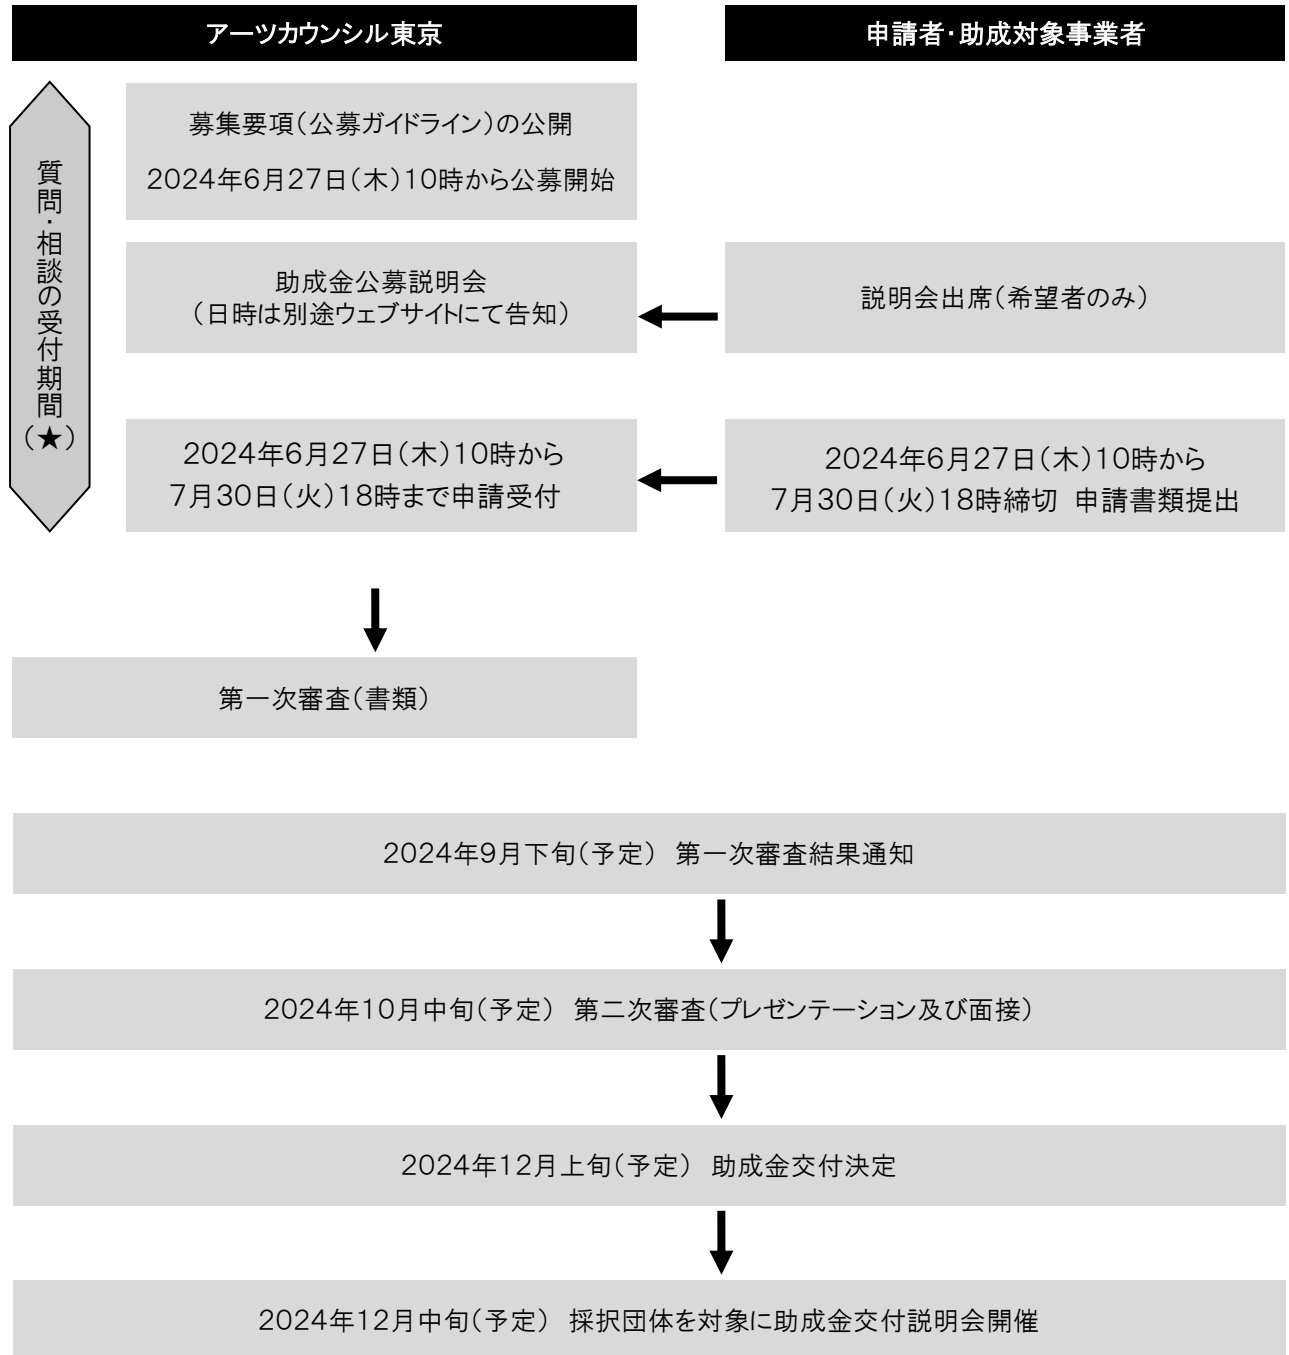 アーツカウンシル東京
申請者・助成対象事業者
質問・相談の受付期間(★)
募集要項(公募ガイドライン)の公開
2024年6月27日(木)10時から公募開始
助成金公募説明会
(日時は別途ウェブサイトにて告知)
説明会出席(希望者のみ)
2024年6月27日(木)10時から
7月30日(火)18時まで申請受付
2024年6月27日(木)10時から
7月30日(火)18時締切 申請書類提出
第一次審査(書類)
2024年9月下旬(予定) 第一次審査結果通知
2024年10月中旬(予定) 第二次審査(プレゼンテーション及び面接)
2024年12月上旬(予定) 助成金交付決定
2024年12月中旬(予定) 採択団体を対象に助成金交付説明会開催